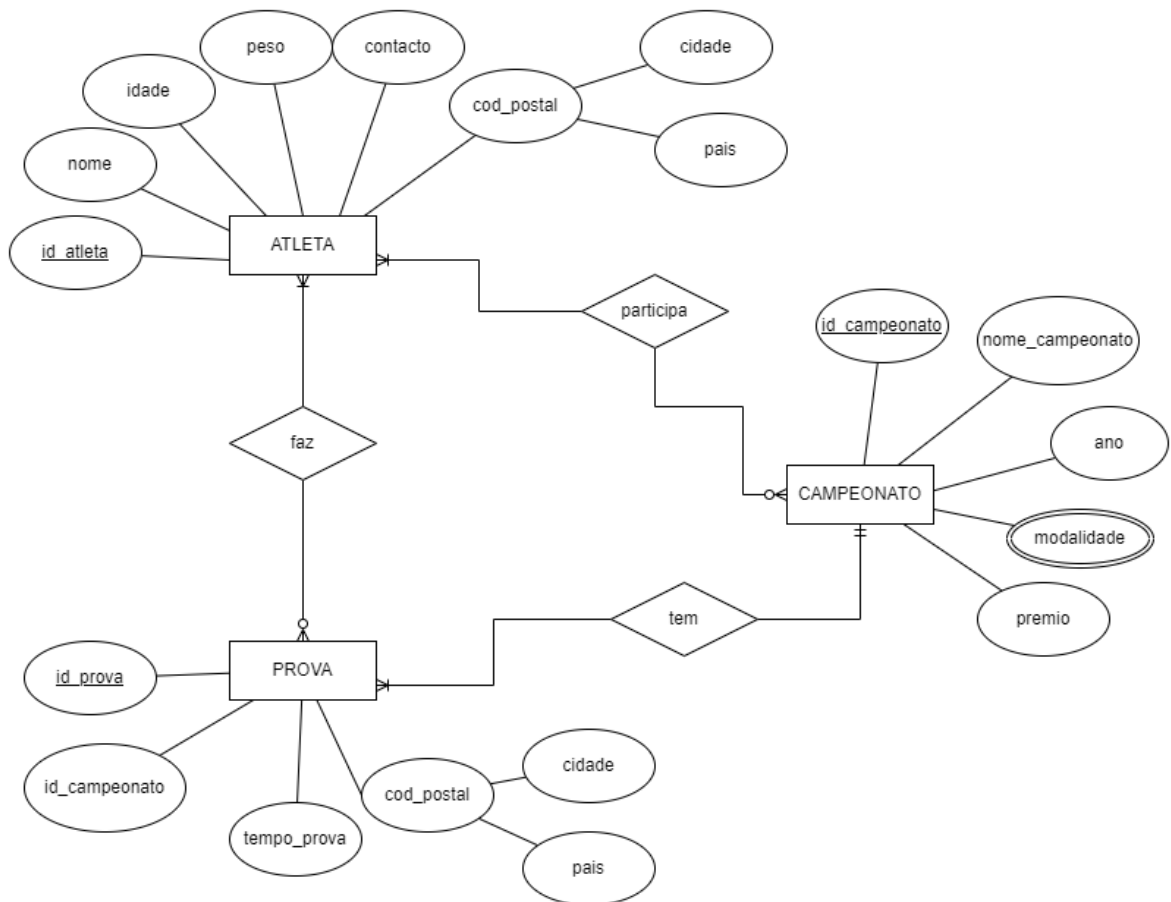 peso
contacto
cidade
idade
cod_postal
pais
nome
id_atleta
ATLETA
participa
id_campeonato
nome_campeonato
faz
ano
CAMPEONATO
modalidade
tem
premio
id_prova
PROVA
id_campeonato
cod_postal
cidade
tempo_prova
pais